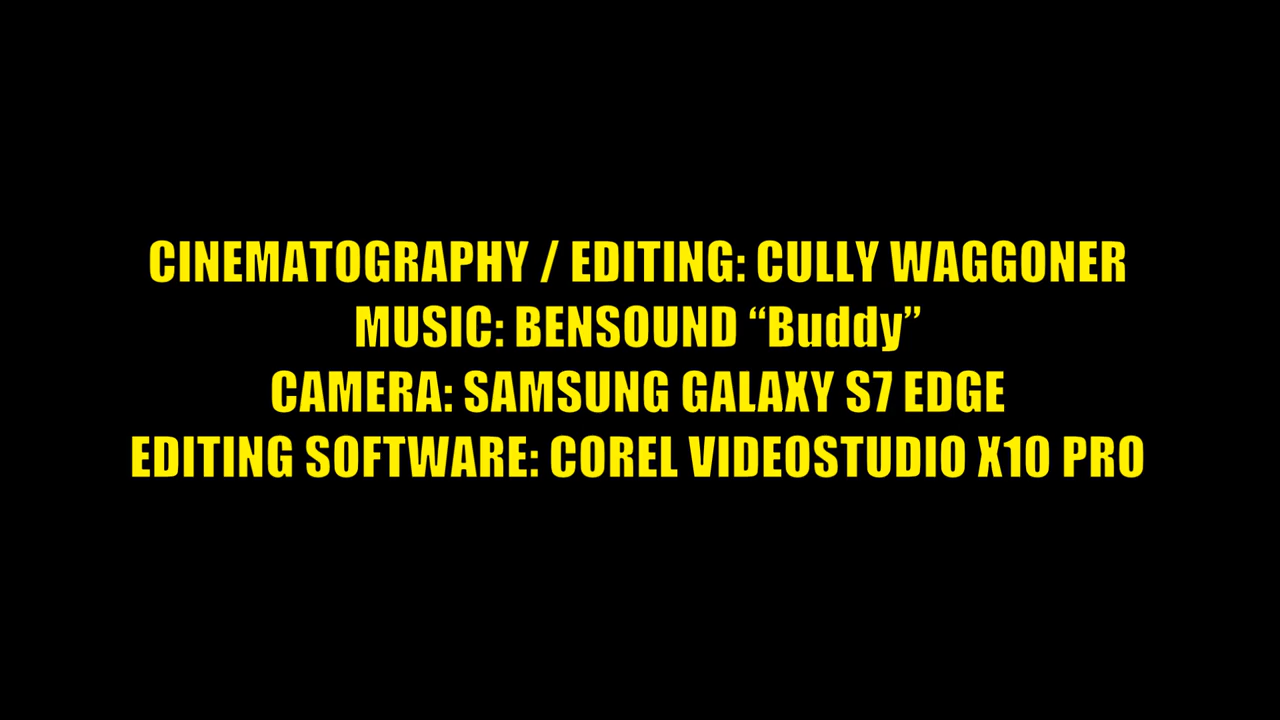 CINEMATOGRAPHY / EDITING: CULLY WAGGONER
MUSIC: BENSOUND “Buddy”
CAMERA: SAMSUNG GALAXY S7 EDGE
EDITING SOFTWARE: COREL VIDEOSTUDIO X10 PRO